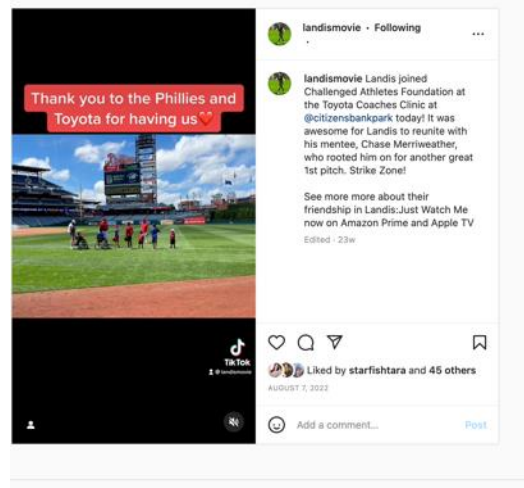 landismovie · Following
Thank you to the Phillies and
Toyota for having us❤️
landismovie Landis joined
Challenged Athletes Foundation at
the Toyota Coaches Clinic at
@citizensbankpark today! It was
awesome for Landis to reunite with
his mentee, Chase Merriweather,
who rooted him on for another great
1st pitch. Strike Zone!
See more more about their
friendship in Landis:Just Watch Me
now on Amazon Prime and Apple TV
Edited · 23w
TikTok
@landismovie
Liked by starfishtara and 45 others
AUGUST 7, 2022
Add a comment...
Post